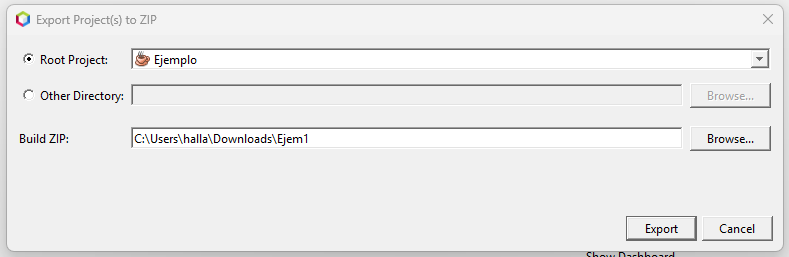 Export Project(s) to ZIP
Root Project: Ejemplo
Other Directory: Browse...
Build ZIP: C:\Users\halla\Downloads\Ejem1 Browse...
Export Cancel
Show Dashboard